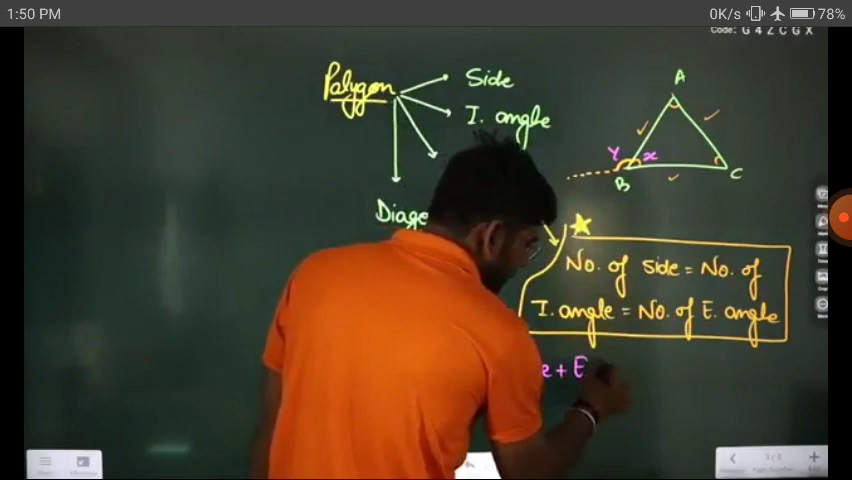 1:50 PM
0K/s 78%
Code: G 4 Z C G X
Polygon
Side
I. angle
A
Y x
B C
No. of side = No. of
I. angle = No. of E. angle
+ E